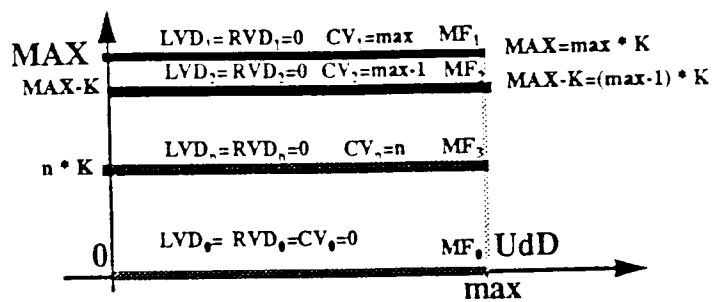 LVD₁=RVD₁=0 CV₁=max MF₁
MAX
MAX=max * K
LVD₂=RVD₂=0 CV₂=max-1 MF₂
MAX-K
MAX-K=(max-1) * K
LVDₙ=RVDₙ=0 CVₙ=n MF₃
n * K
LVD₀= RVD₀=CV₀=0 MF₀
UdD
0
max